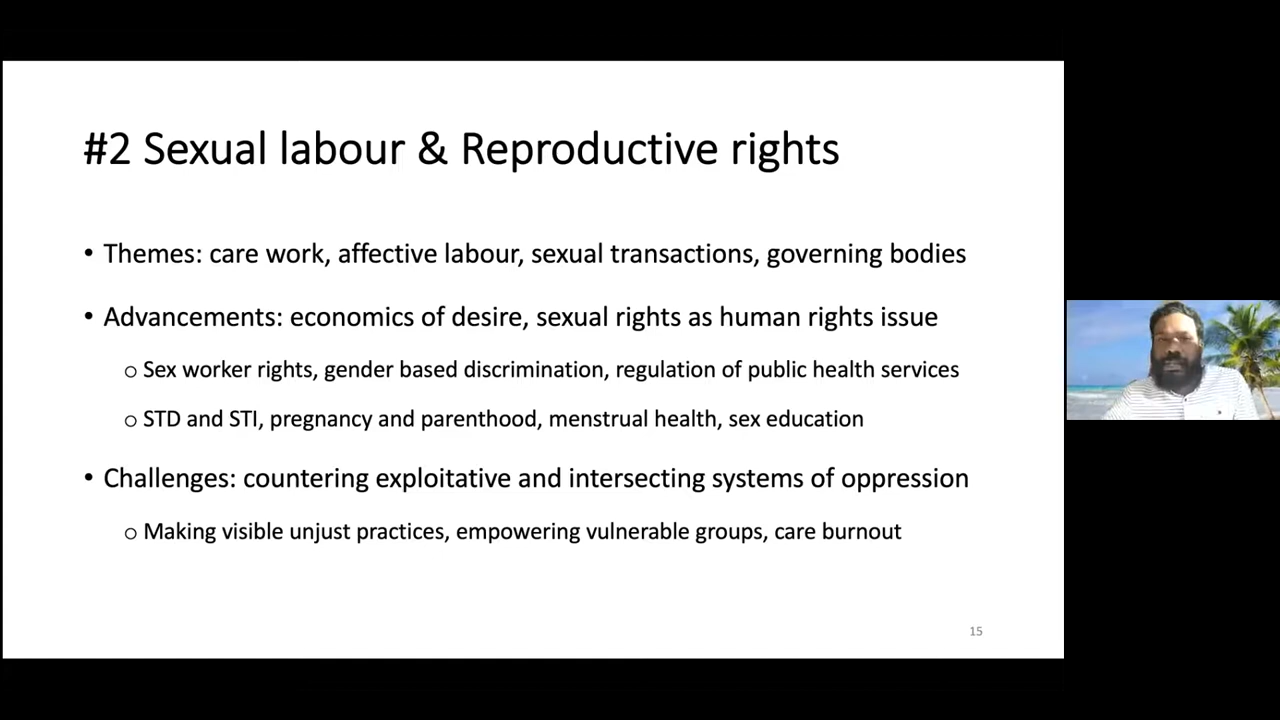 #2 Sexual labour & Reproductive rights
• Themes: care work, affective labour, sexual transactions, governing bodies
• Advancements: economics of desire, sexual rights as human rights issue
o Sex worker rights, gender based discrimination, regulation of public health services
o STD and STI, pregnancy and parenthood, menstrual health, sex education
• Challenges: countering exploitative and intersecting systems of oppression
o Making visible unjust practices, empowering vulnerable groups, care burnout
15